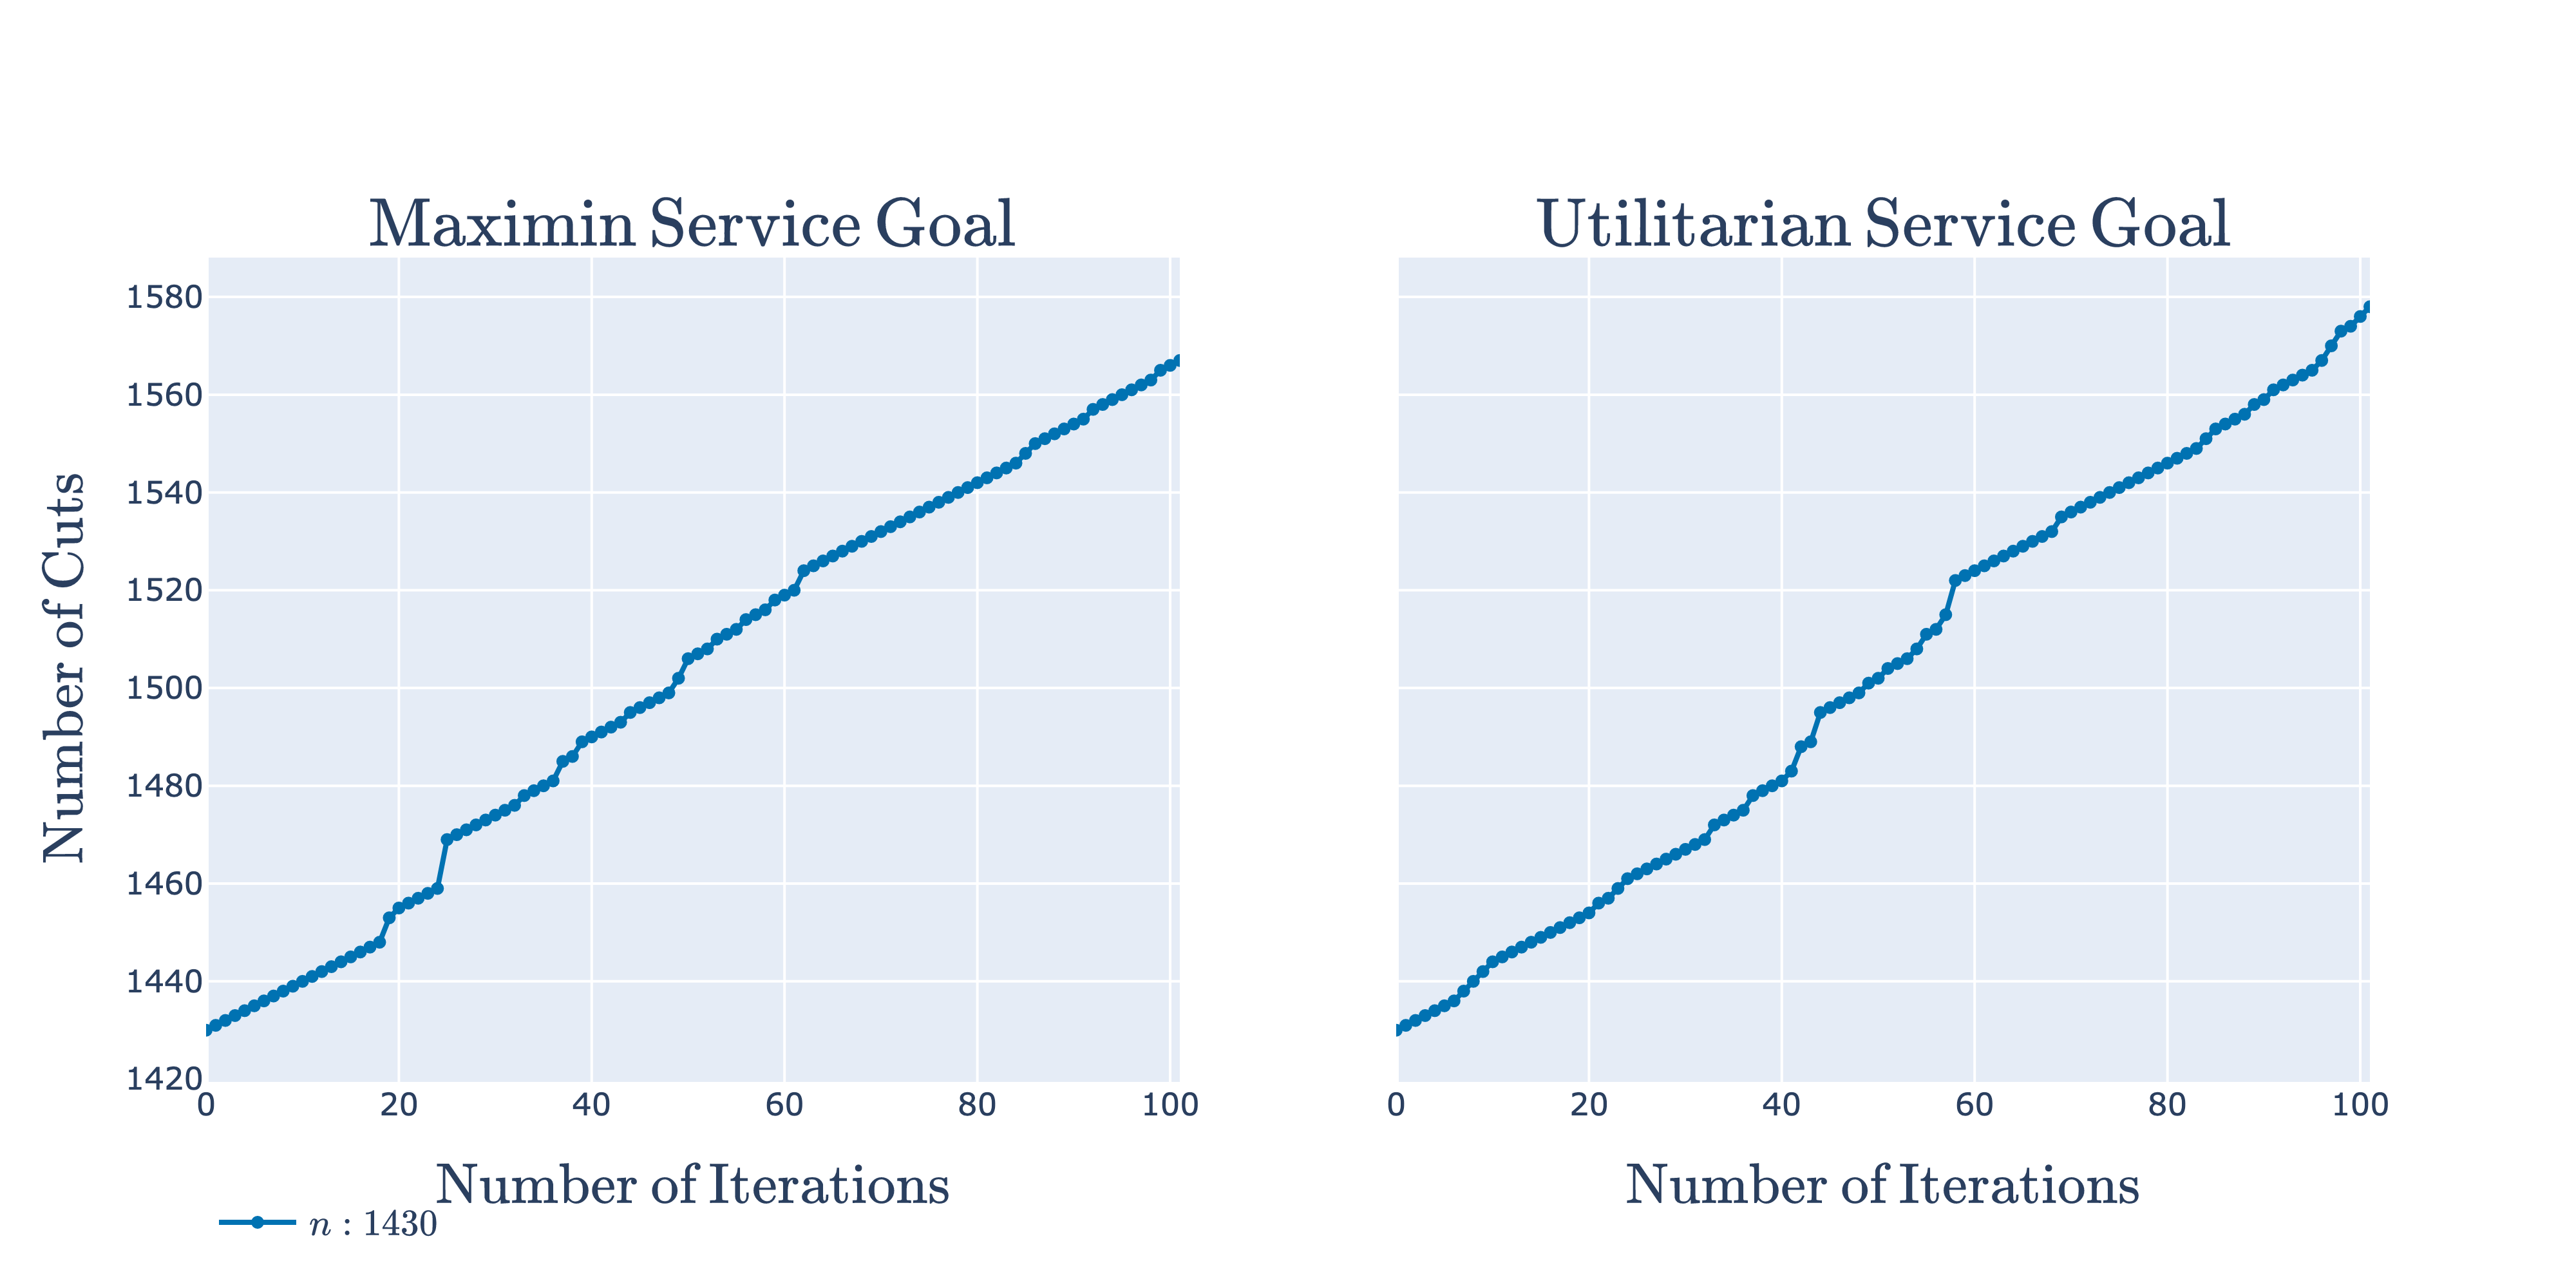 Maximin Service Goal
Utilitarian Service Goal
Number of Cuts
1580
1560
1540
1520
1500
1480
1460
1440
1420
0 20 40 60 80 100
0 20 40 60 80 100
Number of Iterations
Number of Iterations
n : 1430